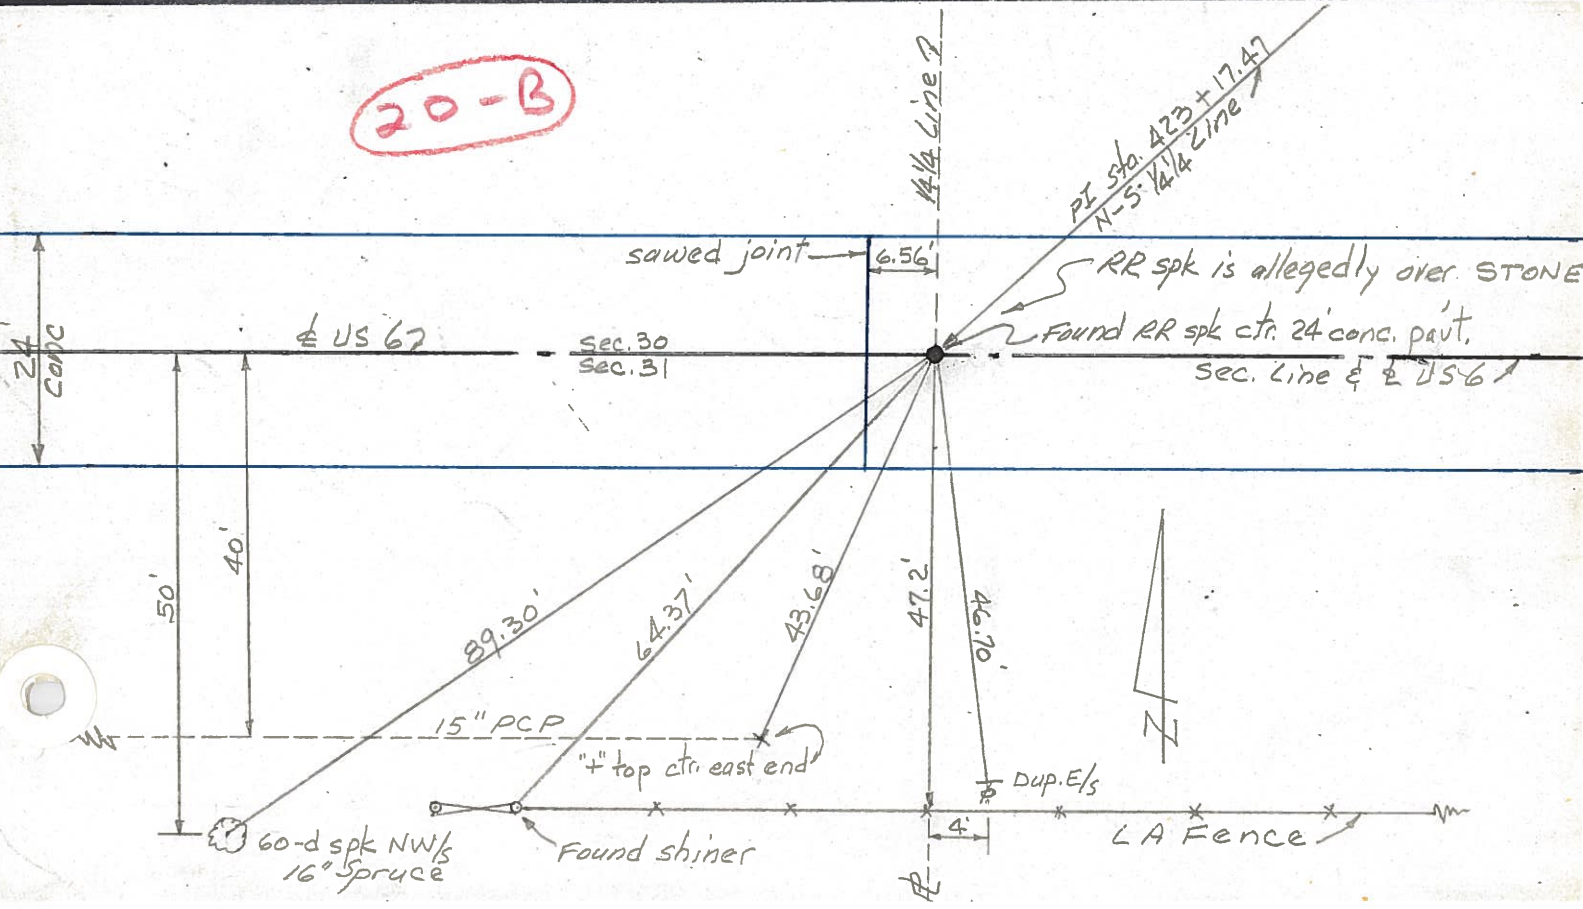 20-B
1/4 1/4 Line ?
PI Sta. 423 + 17.47
N-S 1/4 1/4 Line
sawed joint
6.56'
RR spk is allegedly over STONE
Found RR spk ctr. 24' conc. pav't.
24'
conc
℄ US 67
Sec. 30
Sec. 31
Sec. Line & ℄ US 6
50'
40'
89.30'
64.37'
43.68'
47.2'
46.70'
N
15" PCP
"+" top ctr. east end
Dup. E/s
4'
60-d spk NW/s
16" Spruce
Found shiner
LA Fence
℄